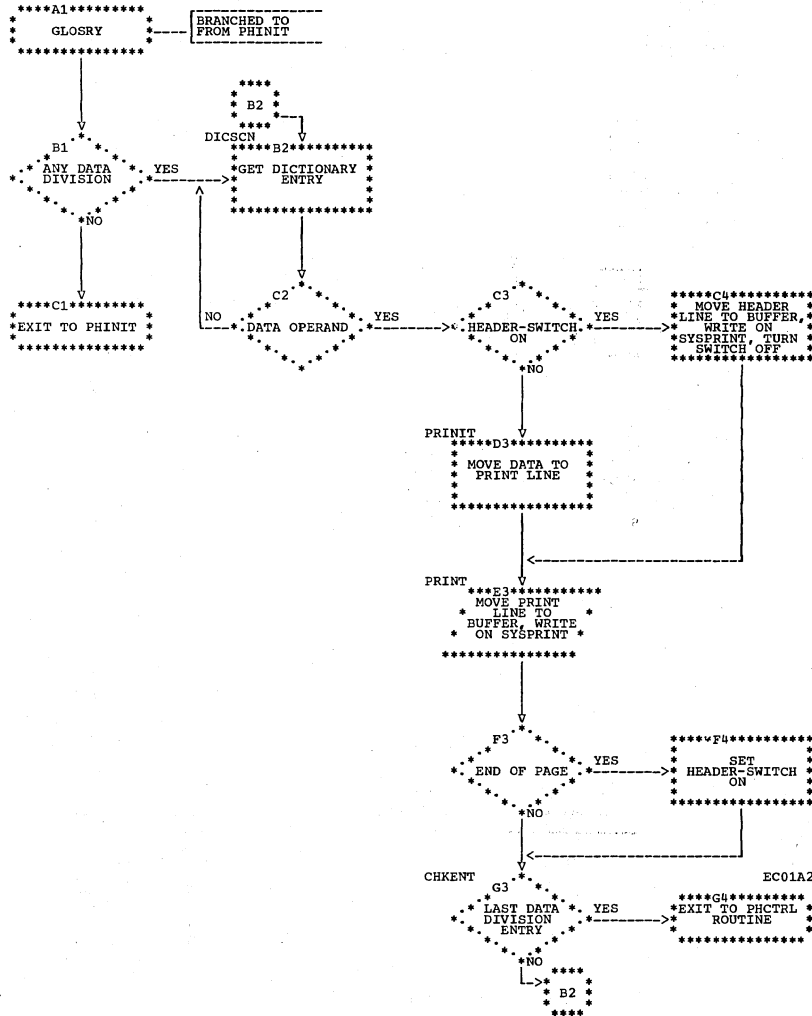 A1
GLOSRY
BRANCHED TO
FROM PHINIT
B2
DICSCN
B1
ANY DATA
DIVISION
YES
NO
B2
GET DICTIONARY
ENTRY
C1
EXIT TO PHINIT
C2
DATA OPERAND
NO
YES
C3
HEADER-SWITCH
ON
YES
NO
C4
MOVE HEADER
LINE TO BUFFER,
WRITE ON
SYSPRINT, TURN
SWITCH OFF
PRINIT
D3
MOVE DATA TO
PRINT LINE
PRINT
E3
MOVE PRINT
LINE TO
BUFFER, WRITE
ON SYSPRINT
F3
END OF PAGE
YES
NO
F4
SET
HEADER-SWITCH
ON
CHKENT
G3
LAST DATA
DIVISION
ENTRY
YES
NO
EC01A2
G4
EXIT TO PHCTRL
ROUTINE
B2